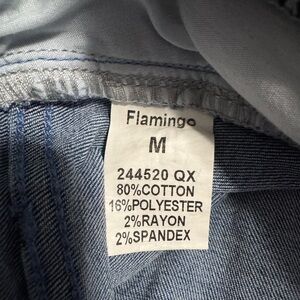 Flamingo
M
244520 QX
80%COTTON
16%POLYESTER
2%RAYON
2%SPANDEX